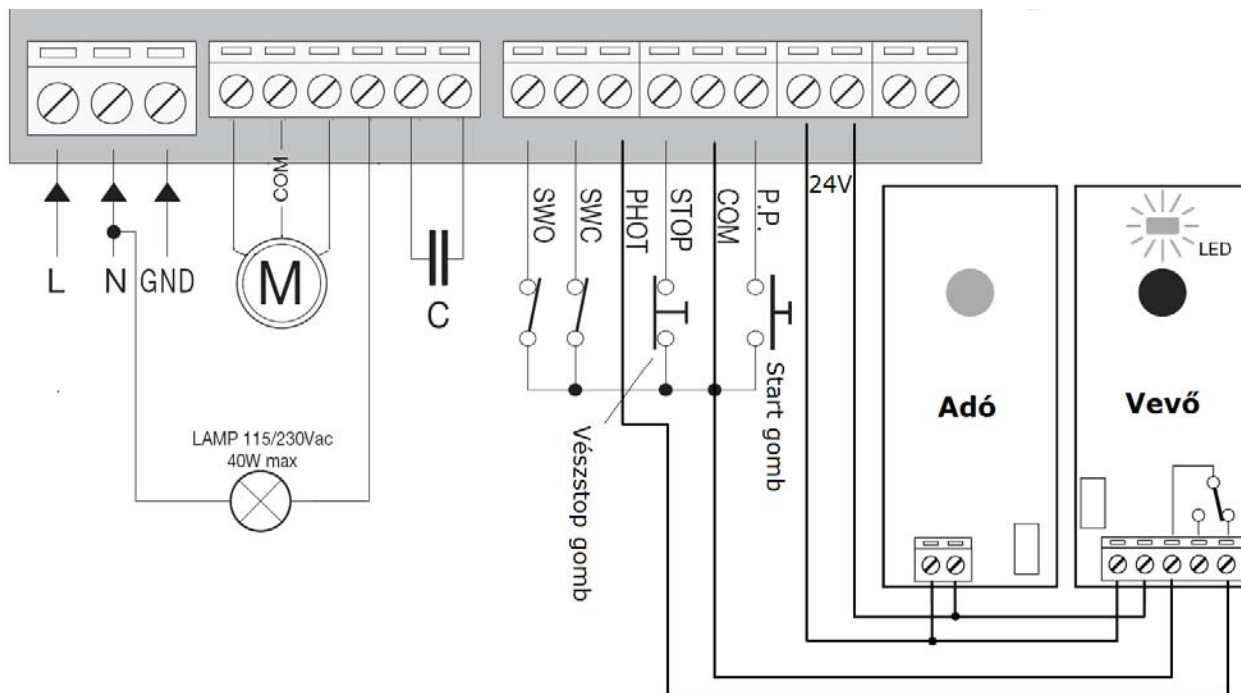 COM
L
N
GND
M
C
SWO
SWC
PHOT
STOP
COM
P.P.
24V
LED
Adó
Vevő
LAMP 115/230Vac
40W max
Vészstop gomb
Start gomb